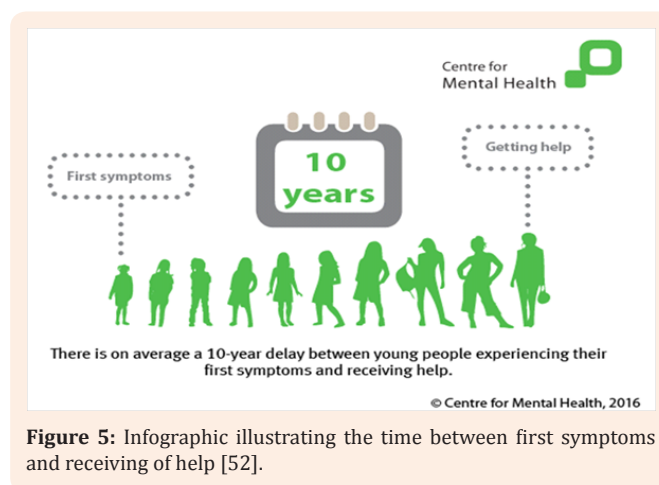 Centre for
Mental Health
10
years
First symptoms
Getting help
There is on average a 10-year delay between young people experiencing their
first symptoms and receiving help.
© Centre for Mental Health, 2016
Figure 5: Infographic illustrating the time between first symptoms
and receiving of help [52].